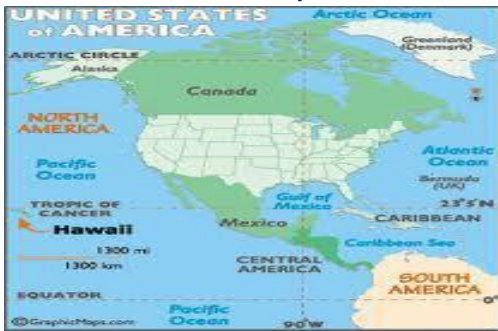 UNITED STATES
of AMERICA
Arctic Ocean
Greenland
(Denmark)
ARCTIC CIRCLE
Alaska
Canada
NORTH
AMERICA
Pacific
Ocean
Atlantic
Ocean
Bermuda
(UK)
TROPIC OF
CANCER
Gulf of
Mexico
23°5'N
CARIBBEAN
Hawaii
Mexico
Caribbean Sea
1300 mi
1300 km
CENTRAL
AMERICA
SOUTH
AMERICA
EQUATOR
0°
Pacific
Ocean
©GraphicMaps.com
90°W